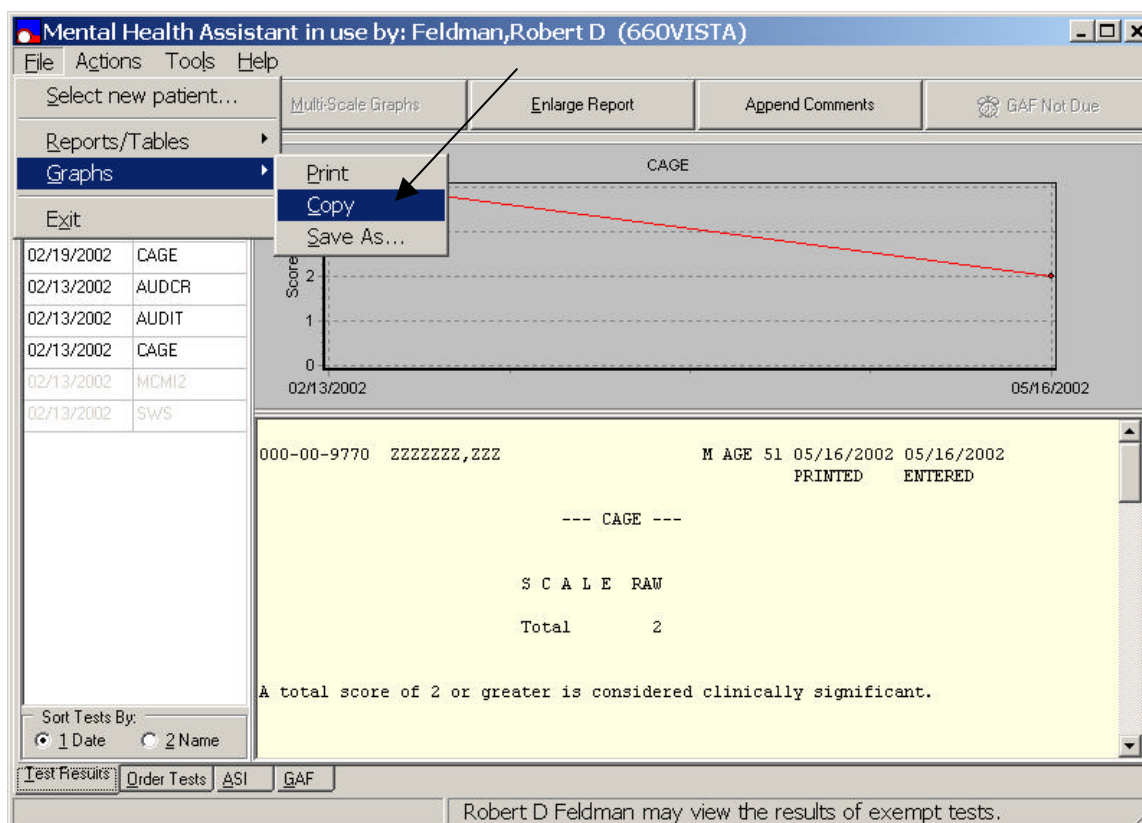 Mental Health Assistant in use by: Feldman,Robert D (660VISTA)
File Actions Tools Help
Select new patient...
Reports/Tables
Graphs
Exit
Print
Copy
Save As...
Multi-Scale Graphs
Enlarge Report
Append Comments
GAF Not Due
02/19/2002 CAGE
02/13/2002 AUDCR
02/13/2002 AUDIT
02/13/2002 CAGE
02/13/2002 MCMI2
02/13/2002 SWS
CAGE
Score
2
1
0
02/13/2002 05/16/2002
000-00-9770 ZZZZZZZ,ZZZ M AGE 51 05/16/2002 05/16/2002
PRINTED ENTERED
--- CAGE ---
S C A L E RAW
Total 2
A total score of 2 or greater is considered clinically significant.
Sort Tests By:
1 Date 2 Name
Test Results Order Tests ASI GAF
Robert D Feldman may view the results of exempt tests.